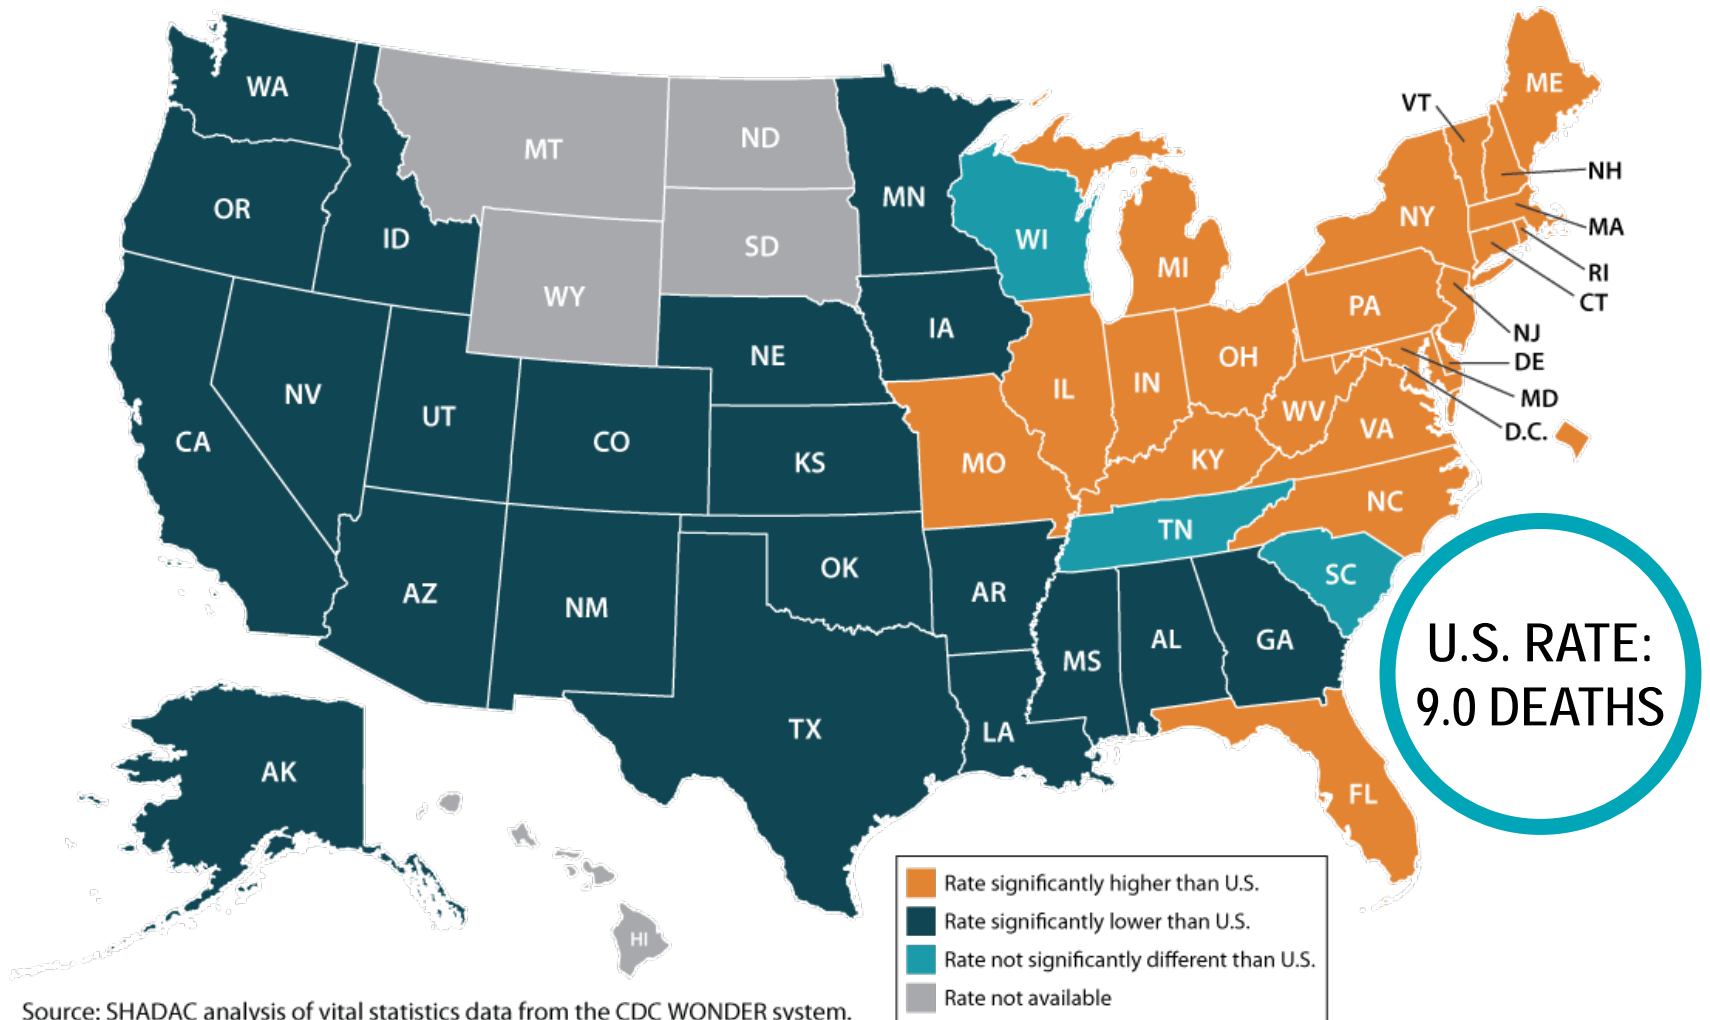 WA
ME
VT
MT
ND
NH
MN
OR
NY
MA
ID
WI
SD
MI
RI
WY
CT
PA
IA
NJ
NE
OH
DE
IN
IL
NV
MD
WV
UT
VA
D.C.
CA
CO
KS
MO
KY
NC
TN
OK
SC
AZ
AR
NM
AL
GA
MS
U.S. RATE:
9.0 DEATHS
TX
LA
AK
FL
HI
Rate significantly higher than U.S.
Rate significantly lower than U.S.
Rate not significantly different than U.S.
Rate not available
Source: SHADAC analysis of vital statistics data from the CDC WONDER system.